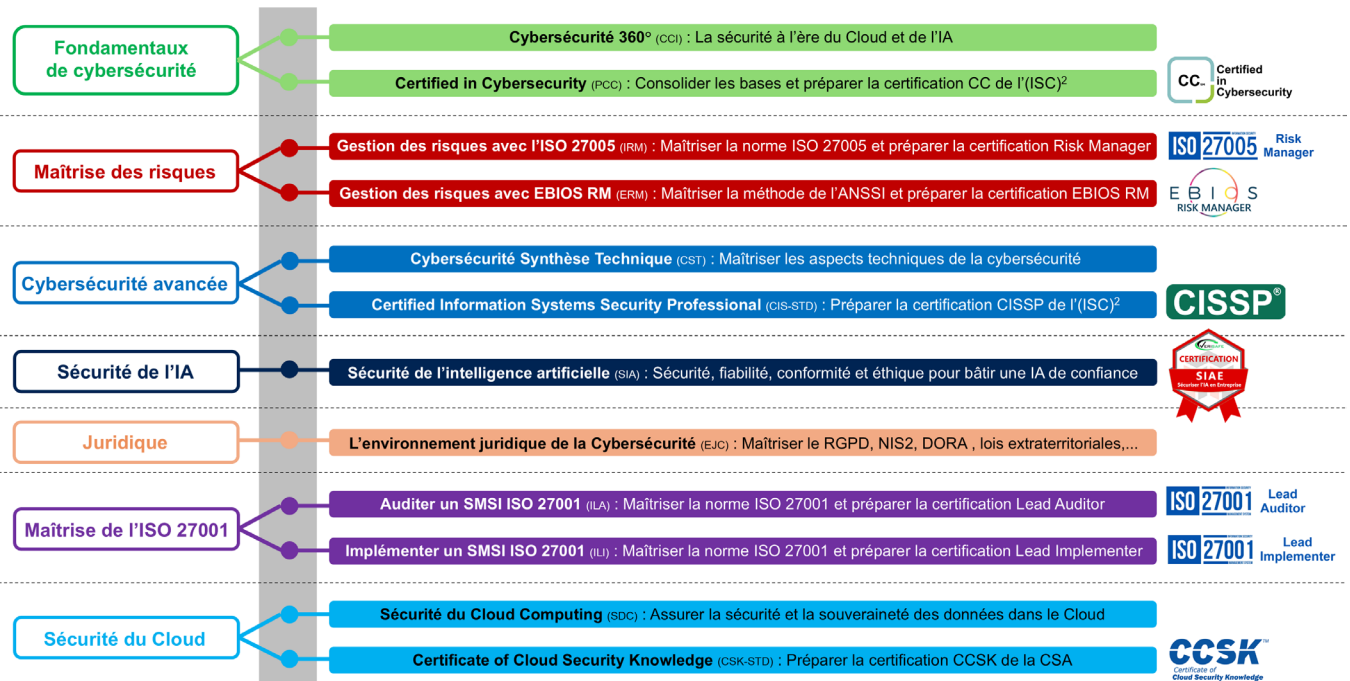 Fondamentaux
de cybersécurité
Cybersécurité 360° (CCI) : La sécurité à l'ère du Cloud et de l'IA
Certified in Cybersecurity (PCC) : Consolider les bases et préparer la certification CC de l'(ISC)²
CC℠
Certified
in
Cybersecurity
Maîtrise des risques
Gestion des risques avec l'ISO 27005 (IRM) : Maîtriser la norme ISO 27005 et préparer la certification Risk Manager
ISO 27005
Risk
Manager
Gestion des risques avec EBIOS RM (ERM) : Maîtriser la méthode de l'ANSSI et préparer la certification EBIOS RM
EBIOS
RISK MANAGER
Cybersécurité avancée
Cybersécurité Synthèse Technique (CST) : Maîtriser les aspects techniques de la cybersécurité
Certified Information Systems Security Professional (CIS-STD) : Préparer la certification CISSP de l'(ISC)²
CISSP®
Sécurité de l'IA
Sécurité de l'intelligence artificielle (SIA) : Sécurité, fiabilité, conformité et éthique pour bâtir une IA de confiance
CERTIFICATION
SIAE
Sécuriser l'IA en Entreprise
Juridique
L'environnement juridique de la Cybersécurité (EJC) : Maîtriser le RGPD, NIS2, DORA , lois extraterritoriales,...
Maîtrise de l'ISO 27001
Auditer un SMSI ISO 27001 (ILA) : Maîtriser la norme ISO 27001 et préparer la certification Lead Auditor
ISO 27001
Lead
Auditor
Implémenter un SMSI ISO 27001 (ILI) : Maîtriser la norme ISO 27001 et préparer la certification Lead Implementer
ISO 27001
Lead
Implementer
Sécurité du Cloud
Sécurité du Cloud Computing (SDC) : Assurer la sécurité et la souveraineté des données dans le Cloud
Certificate of Cloud Security Knowledge (CSK-STD) : Préparer la certification CCSK de la CSA
CCSK™
Certificate of
Cloud Security Knowledge